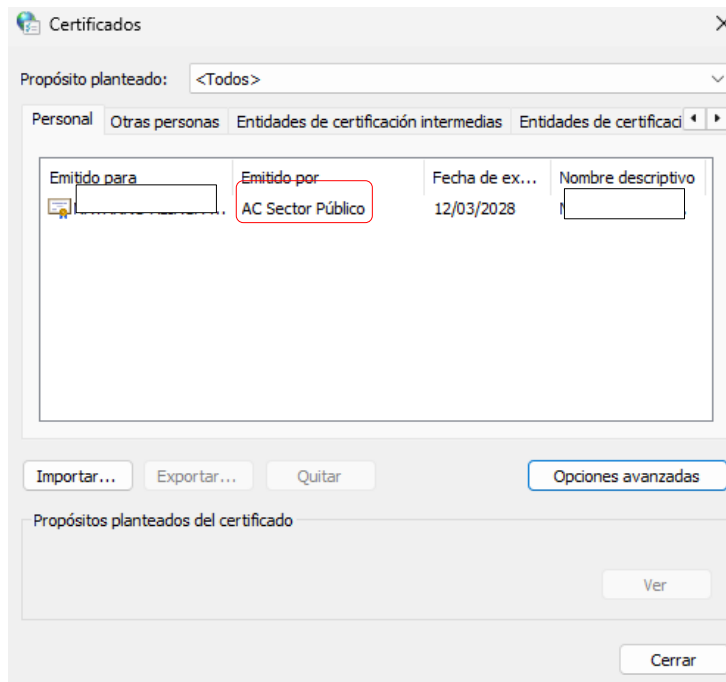 Certificados
Propósito planteado: <Todos>
Personal Otras personas Entidades de certificación intermedias Entidades de certificaci
Emitido para Emitido por Fecha de ex... Nombre descriptivo
AC Sector Público 12/03/2028
Importar... Exportar... Quitar Opciones avanzadas
Propósitos planteados del certificado
Ver
Cerrar